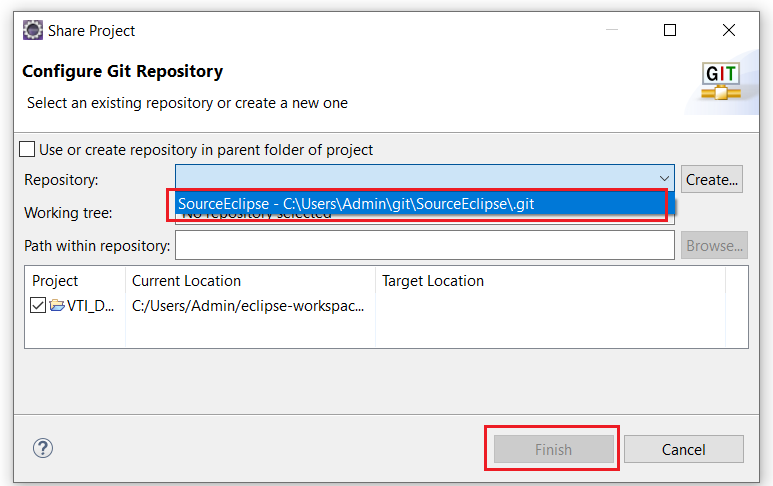 Share Project
Configure Git Repository
GIT
Select an existing repository or create a new one
Use or create repository in parent folder of project
Repository: Create...
SourceEclipse - C:\Users\Admin\git\SourceEclipse\.git
Working tree: No repository selected
Path within repository: Browse...
Project Current Location Target Location
VTI_D... C:/Users/Admin/eclipse-workspac...
? Finish Cancel